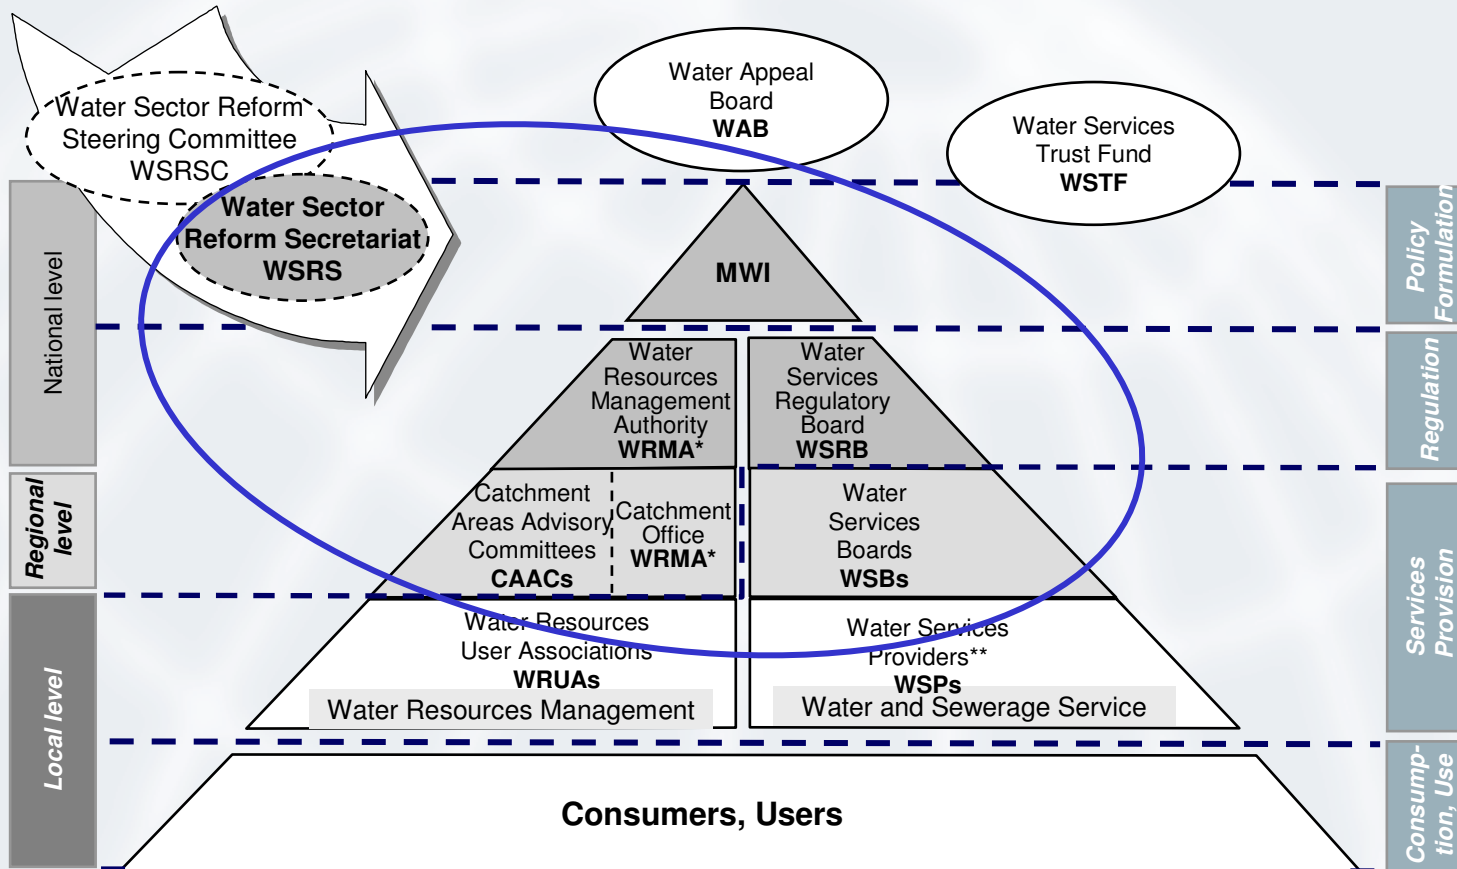 Water Sector Reform
Steering Committee
WSRSC
Water Sector
Reform Secretariat
WSRS
Water Appeal
Board
WAB
Water Services
Trust Fund
WSTF
National level
Regional
level
Local level
MWI
Water
Resources
Management
Authority
WRMA*
Water
Services
Regulatory
Board
WSRB
Catchment
Areas Advisory
Committees
CAACs
Catchment
Office
WRMA*
Water
Services
Boards
WSBs
Water Resources
User Associations
WRUAs
Water Resources Management
Water Services
Providers**
WSPs
Water and Sewerage Service
Consumers, Users
Policy
Formulation
Regulation
Services
Provision
Consump-
tion, Use